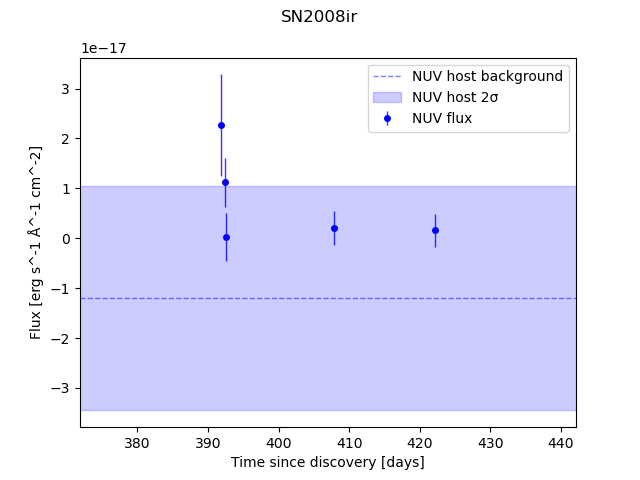 SN2008ir
1e−17
NUV host background
NUV host 2σ
NUV flux
3
2
1
0
−1
−2
−3
Flux [erg s^-1 Å^-1 cm^-2]
380 390 400 410 420 430 440
Time since discovery [days]